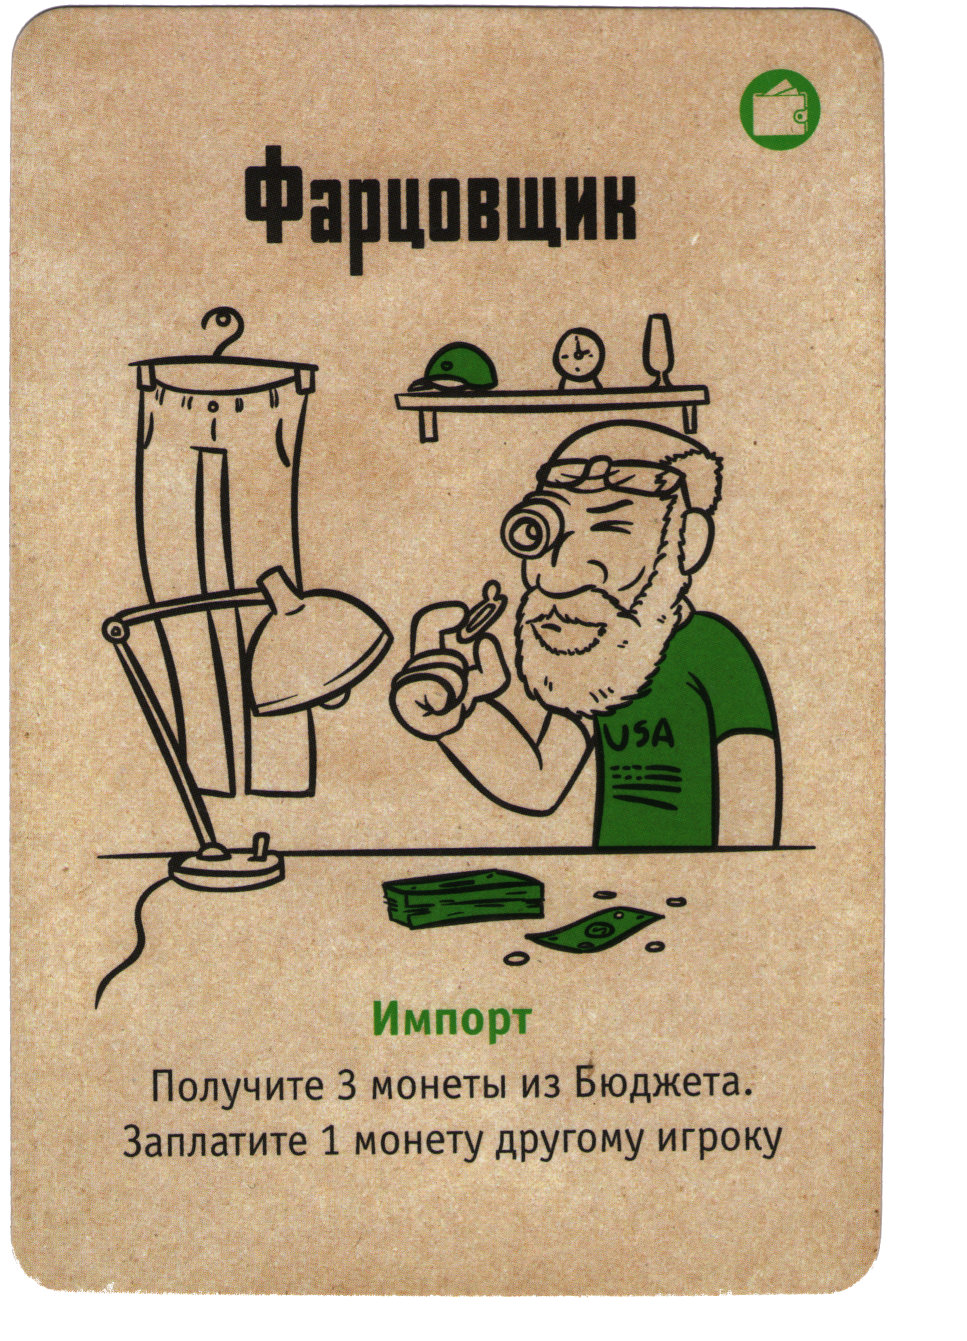 Фарцовщик
USA
Импорт
Получите 3 монеты из Бюджета.
Заплатите 1 монету другому игроку